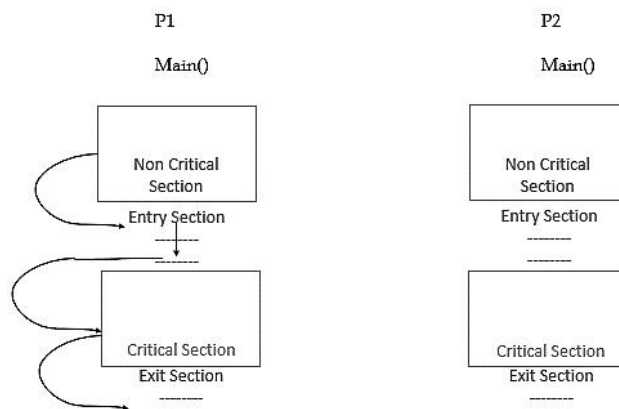 P1
Main()
Non Critical
Section
Entry Section
--------
--------
Critical Section
Exit Section
--------
P2
Main()
Non Critical
Section
Entry Section
--------
--------
Critical Section
Exit Section
--------